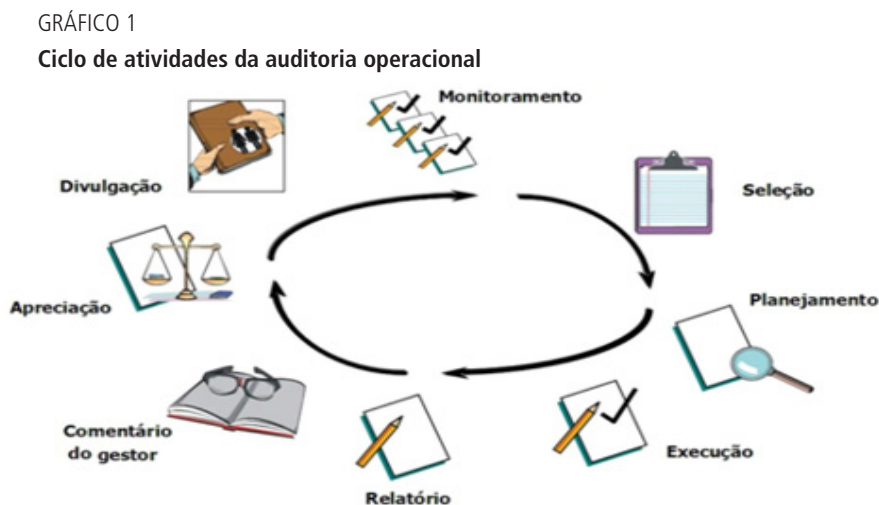 GRÁFICO 1
Ciclo de atividades da auditoria operacional
Monitoramento
Seleção
Planejamento
Execução
Relatório
Comentário
do gestor
Apreciação
Divulgação